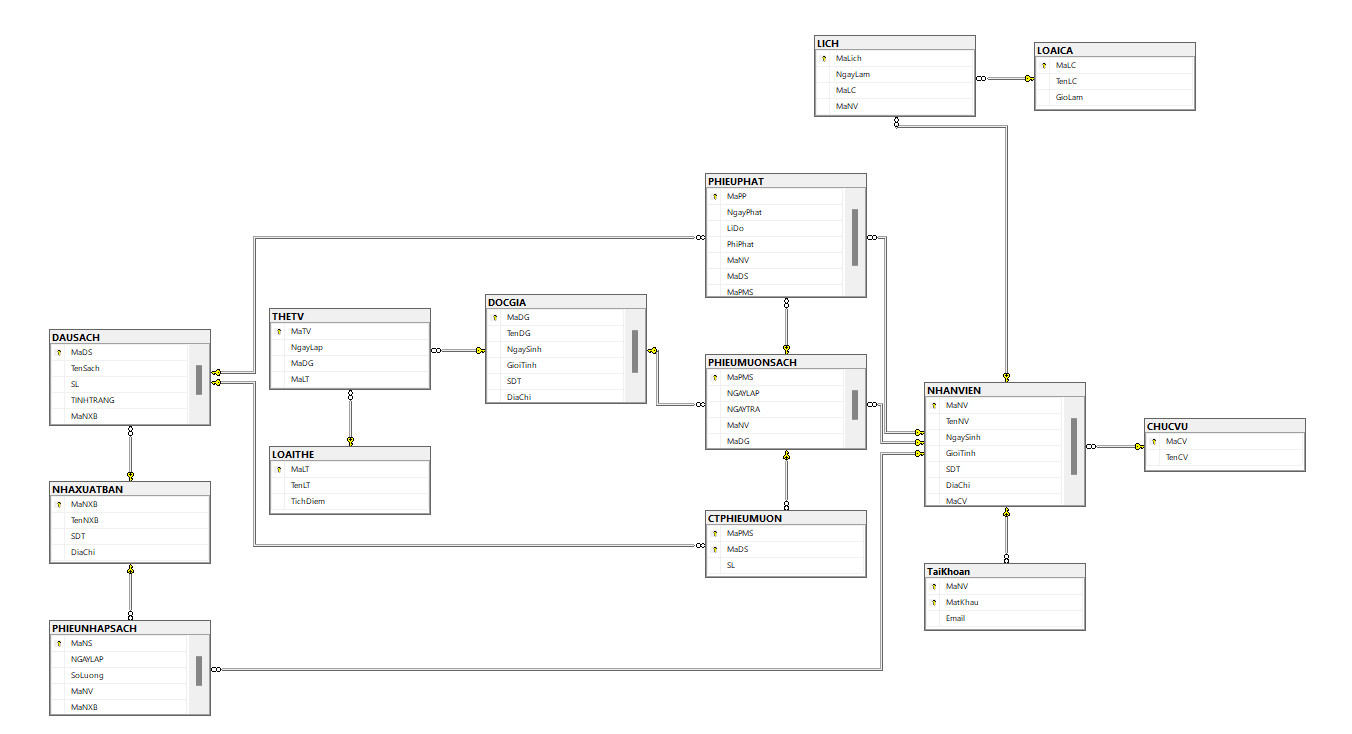 LICH
MaLich
NgayLam
MaLC
MaNV
LOAICA
MaLC
TenLC
GioLam
PHIEUPHAT
MaPP
NgayPhat
LiDo
PhiPhat
MaNV
MaDS
MaPMS
DOCGIA
MaDG
TenDG
NgaySinh
GioiTinh
SDT
DiaChi
THETV
MaTV
NgayLap
MaDG
MaLT
DAUSACH
MaDS
TenSach
SL
TINHTRANG
MaNXB
PHIEUMUONSACH
MaPMS
NGAYLAP
NGAYTRA
MaNV
MaDG
NHANVIEN
MaNV
TenNV
NgaySinh
GioiTinh
SDT
DiaChi
MaCV
CHUCVU
MaCV
TenCV
LOAITHE
MaLT
TenLT
TichDiem
NHAXUATBAN
MaNXB
TenNXB
SDT
DiaChi
CTPHIEUMUON
MaPMS
MaDS
SL
TaiKhoan
MaNV
MatKhau
Email
PHIEUNHAPSACH
MaNS
NGAYLAP
SoLuong
MaNV
MaNXB